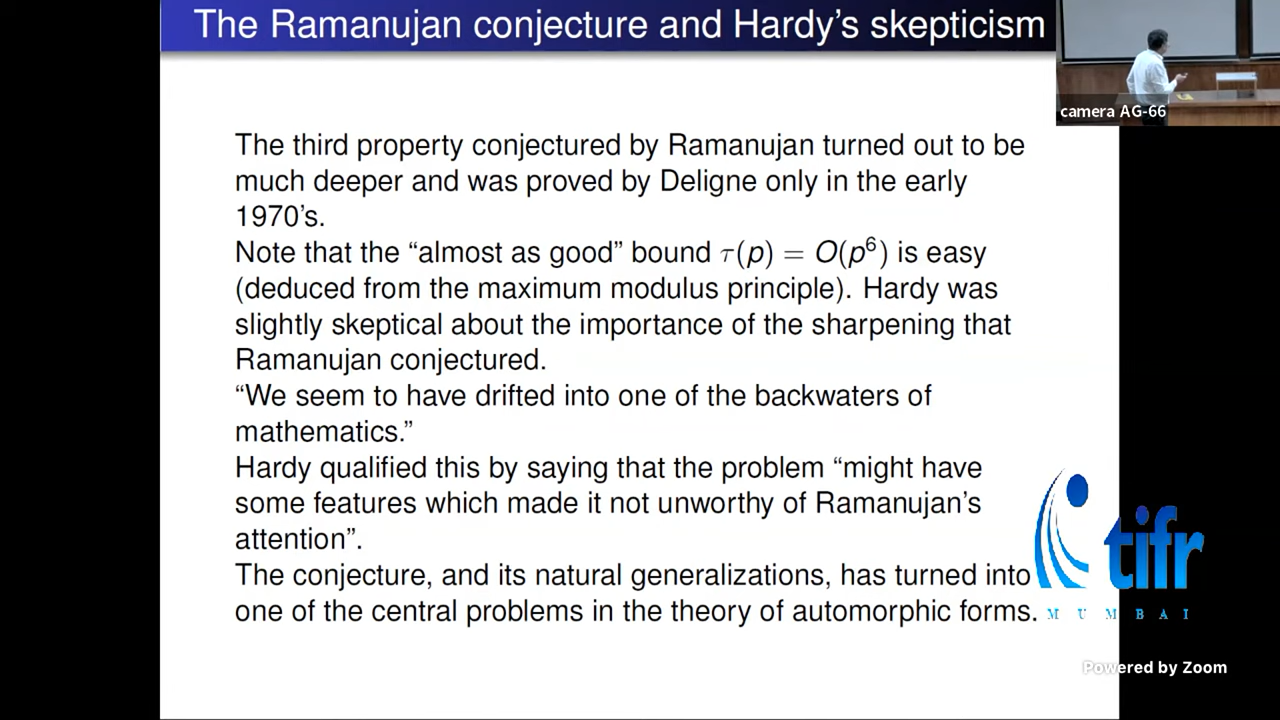 The Ramanujan conjecture and Hardy's skepticism
camera AG-66
The third property conjectured by Ramanujan turned out to be
much deeper and was proved by Deligne only in the early
1970's.
Note that the “almost as good” bound τ(p) = O(p⁶) is easy
(deduced from the maximum modulus principle). Hardy was
slightly skeptical about the importance of the sharpening that
Ramanujan conjectured.
“We seem to have drifted into one of the backwaters of
mathematics.”
Hardy qualified this by saying that the problem “might have
some features which made it not unworthy of Ramanujan's
attention”.
The conjecture, and its natural generalizations, has turned into
one of the central problems in the theory of automorphic forms.
tifr
MUMBAI
Powered by Zoom